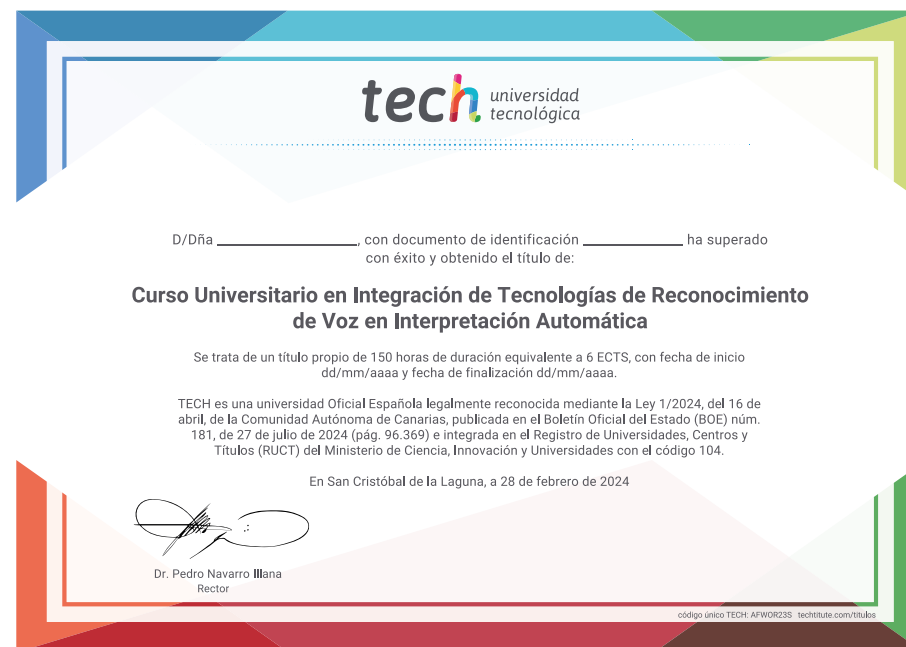 tech universidad
tecnológica
D/Dña ____________________, con documento de identificación ______________ ha superado
con éxito y obtenido el título de:
Curso Universitario en Integración de Tecnologías de Reconocimiento
de Voz en Interpretación Automática
Se trata de un título propio de 150 horas de duración equivalente a 6 ECTS, con fecha de inicio
dd/mm/aaaa y fecha de finalización dd/mm/aaaa.
TECH es una universidad Oficial Española legalmente reconocida mediante la Ley 1/2024, del 16 de
abril, de la Comunidad Autónoma de Canarias, publicada en el Boletín Oficial del Estado (BOE) núm.
181, de 27 de julio de 2024 (pág. 96.369) e integrada en el Registro de Universidades, Centros y
Títulos (RUCT) del Ministerio de Ciencia, Innovación y Universidades con el código 104.
En San Cristóbal de la Laguna, a 28 de febrero de 2024
Dr. Pedro Navarro Illana
Rector
código único TECH: AFWOR23S techtitute.com/titulos